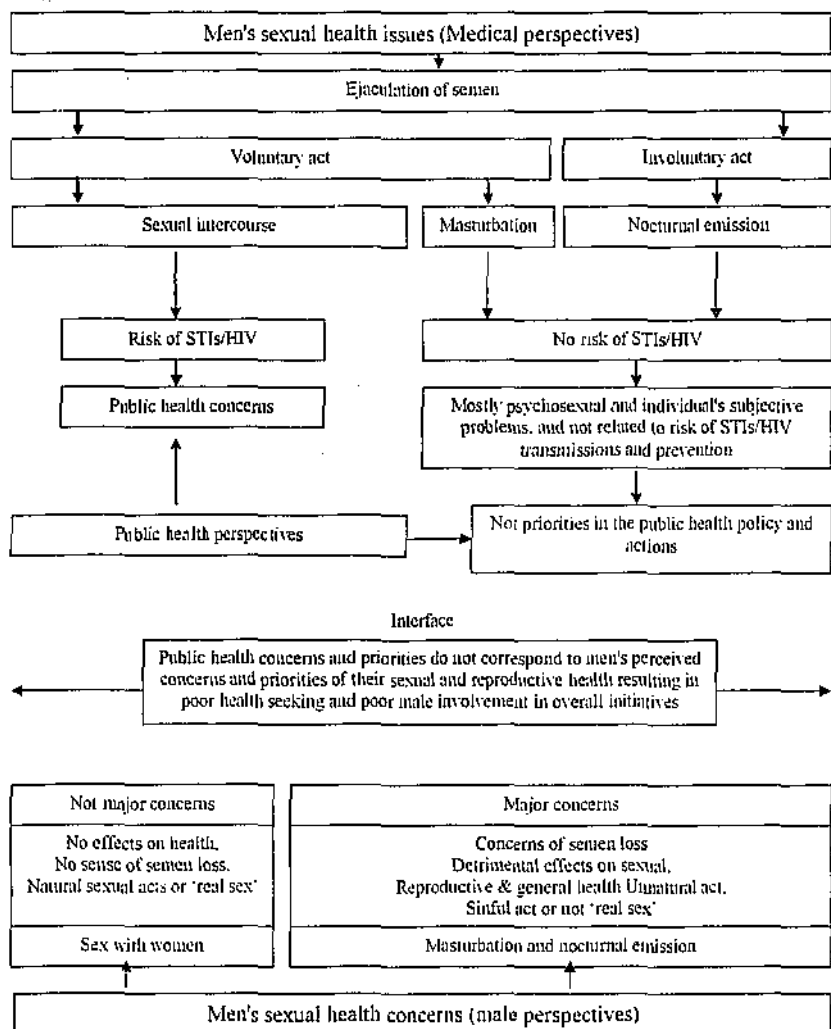 Men's sexual health issues (Medical perspectives)
Ejaculation of semen
Voluntary act
Involuntary act
Sexual intercourse
Masturbation
Nocturnal emission
Risk of STIs/HIV
No risk of STIs/HIV
Public health concerns
Mostly psychosexual and individual's subjective
problems, and not related to risk of STIs/HIV
transmissions and prevention
Public health perspectives
Not priorities in the public health policy and
actions
Interface
Public health concerns and priorities do not correspond to men's perceived
concerns and priorities of their sexual and reproductive health resulting in
poor health seeking and poor male involvement in overall initiatives
Not major concerns
No effects on health,
No sense of semen loss.
Natural sexual acts or 'real sex'
Sex with women
Major concerns
Concerns of semen loss
Detrimental effects on sexual,
Reproductive & general health Unnatural act,
Sinful act or not 'real sex'
Masturbation and nocturnal emission
Men's sexual health concerns (male perspectives)